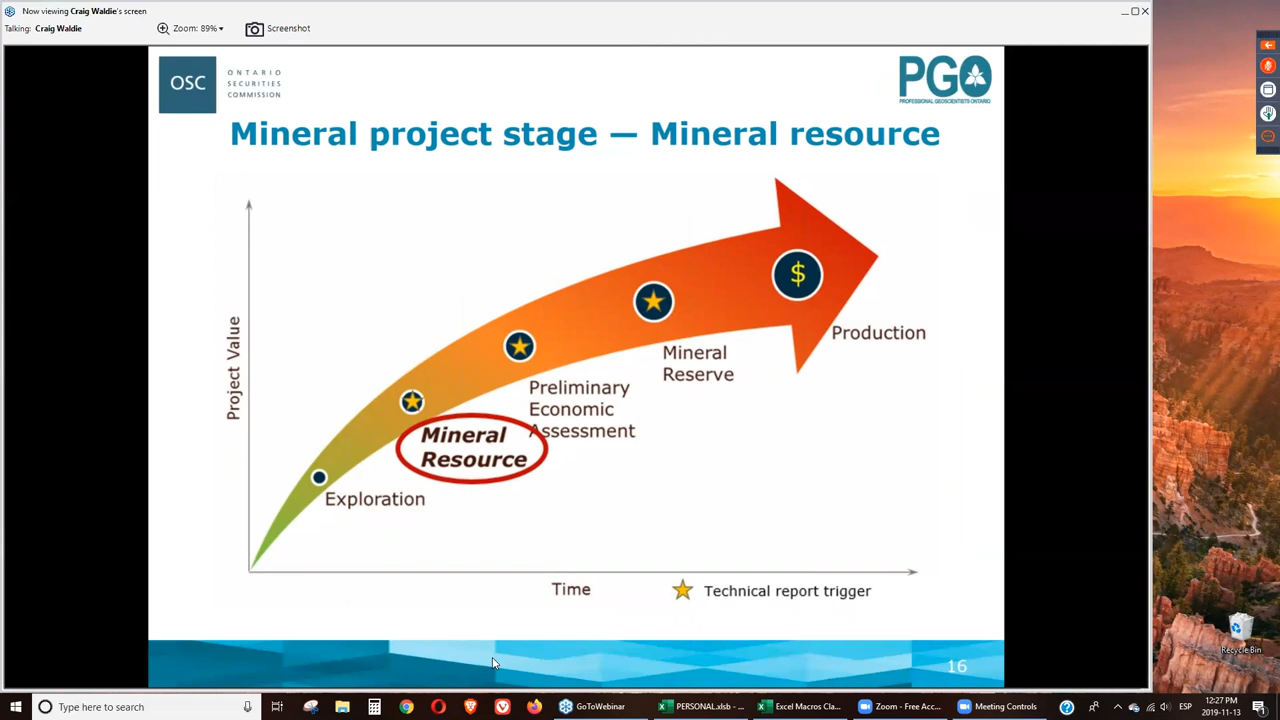 Now viewing Craig Waldie's screen
Talking: Craig Waldie
Zoom: 89%
Screenshot
OSC
ONTARIO
SECURITIES
COMMISSION
PGO
PROFESSIONAL GEOSCIENTISTS ONTARIO
Mineral project stage — Mineral resource
Project Value
$
Production
Mineral
Reserve
Preliminary
Economic
Assessment
Mineral
Resource
Exploration
Time
Technical report trigger
16
Recycle Bin
Type here to search
GoToWebinar
PERSONAL.xlsb - ...
Excel Macros Cla...
Zoom - Free Acc...
Meeting Controls
ESP
12:27 PM
2019-11-13